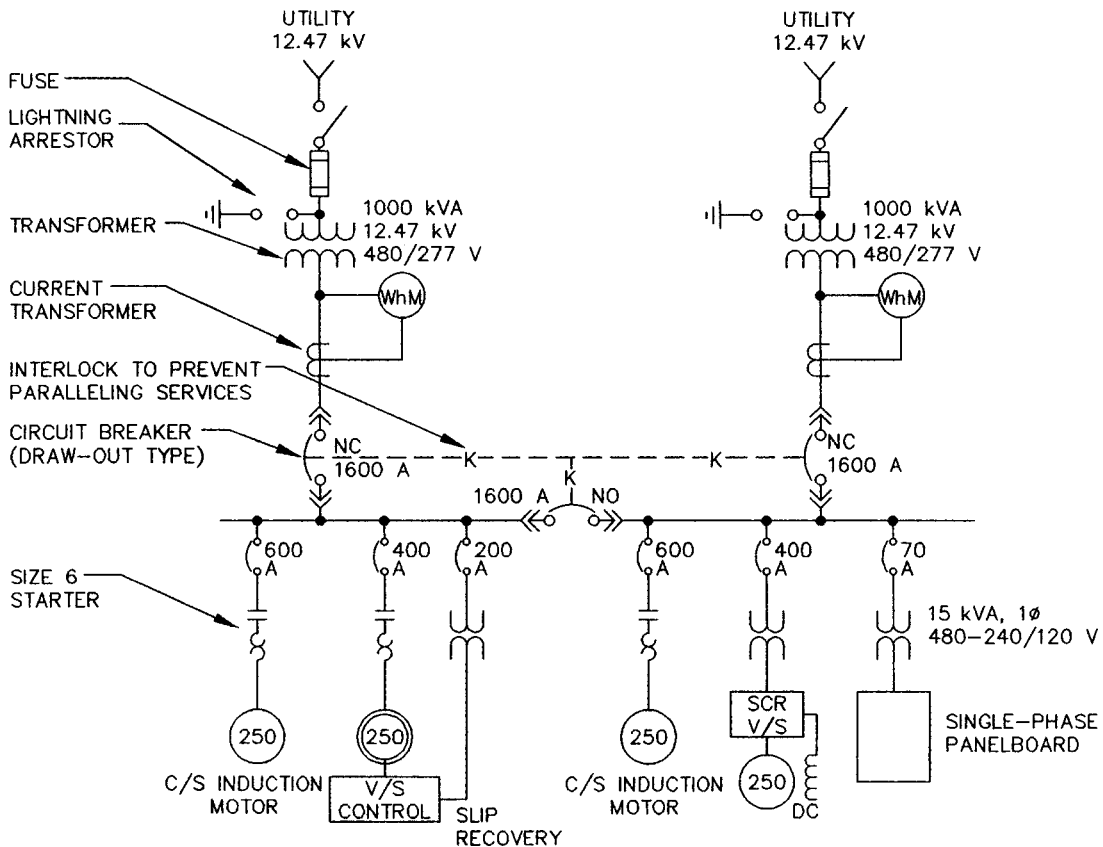 UTILITY
12.47 kV
UTILITY
12.47 kV
FUSE
LIGHTNING
ARRESTOR
TRANSFORMER
1000 kVA
12.47 kV
480/277 V
1000 kVA
12.47 kV
480/277 V
CURRENT
TRANSFORMER
WhM
WhM
INTERLOCK TO PREVENT
PARALLELING SERVICES
CIRCUIT BREAKER
(DRAW-OUT TYPE)
NC
1600 A
K
K
K
NC
1600 A
1600 A
NO
600
A
400
A
200
A
600
A
400
A
70
A
SIZE 6
STARTER
15 kVA, 1ø
480-240/120 V
250
250
250
SCR
V/S
250
DC
SINGLE-PHASE
PANELBOARD
C/S INDUCTION
MOTOR
V/S
CONTROL
SLIP
RECOVERY
C/S INDUCTION
MOTOR